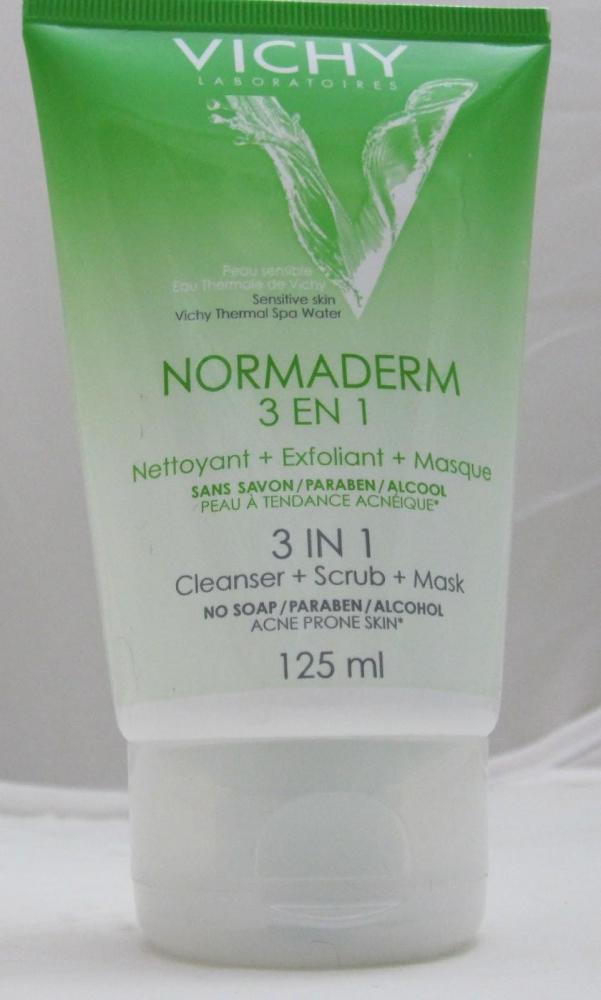 VICHY
LABORATOIRES
Peau sensible
Eau Thermale de Vichy
Sensitive skin
Vichy Thermal Spa Water
NORMADERM
3 EN 1
Nettoyant + Exfoliant + Masque
SANS SAVON/PARABEN/ALCOOL
PEAU À TENDANCE ACNÉIQUE*
3 IN 1
Cleanser + Scrub + Mask
NO SOAP/PARABEN/ALCOHOL
ACNE PRONE SKIN*
125 ml